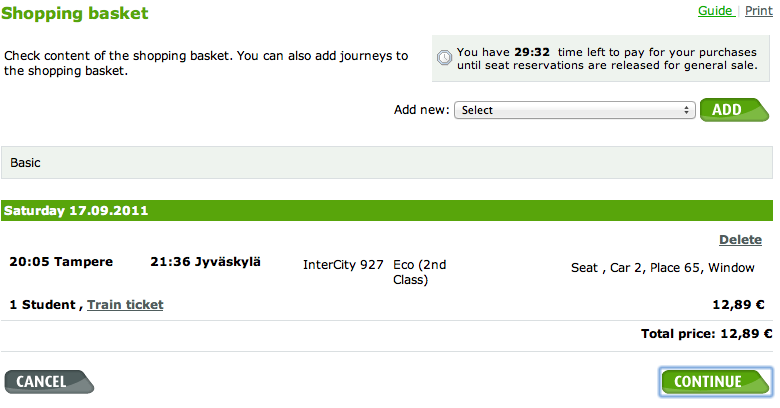 Shopping basket
Guide | Print
Check content of the shopping basket. You can also add journeys to
the shopping basket.
You have 29:32 time left to pay for your purchases
until seat reservations are released for general sale.
Add new: Select ADD
Basic
Saturday 17.09.2011
Delete
20:05 Tampere 21:36 Jyväskylä InterCity 927 Eco (2nd
Class)
Seat , Car 2, Place 65, Window
1 Student , Train ticket 12,89 €
Total price: 12,89 €
CANCEL CONTINUE